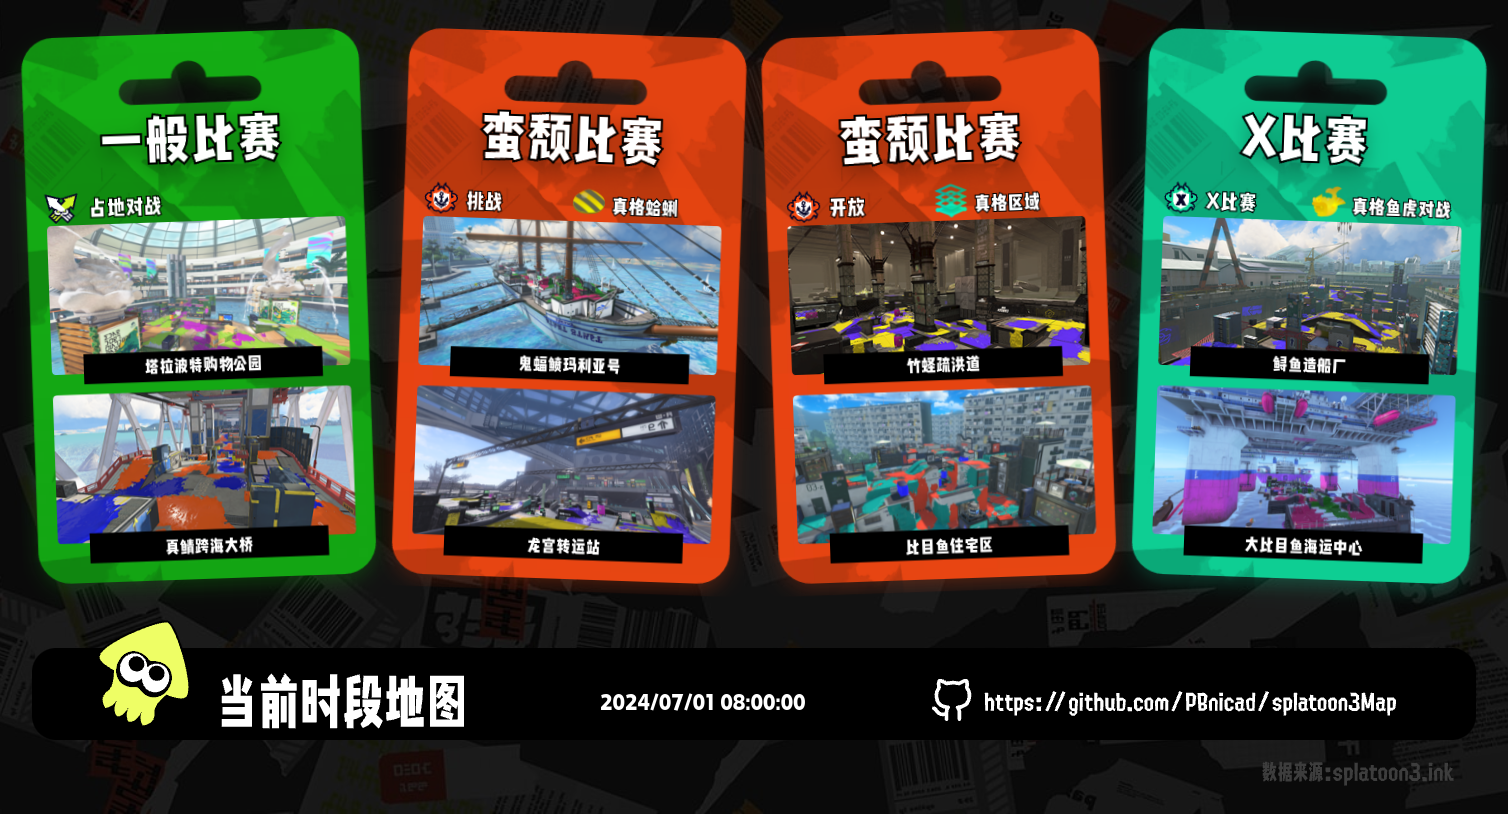 一般比赛
占地对战
塔拉波特购物公园
真鲭跨海大桥
蛮颓比赛
挑战
真格蛤蜊
鬼蝠鲼玛利亚号
龙宫转运站
蛮颓比赛
开放
真格区域
竹蛏疏洪道
比目鱼住宅区
X比赛
X比赛
真格鱼虎对战
鲟鱼造船厂
大比目鱼海运中心
当前时段地图
2024/07/01 08:00:00
https://github.com/PBnicad/splatoon3Map
数据来源:splatoon3.ink